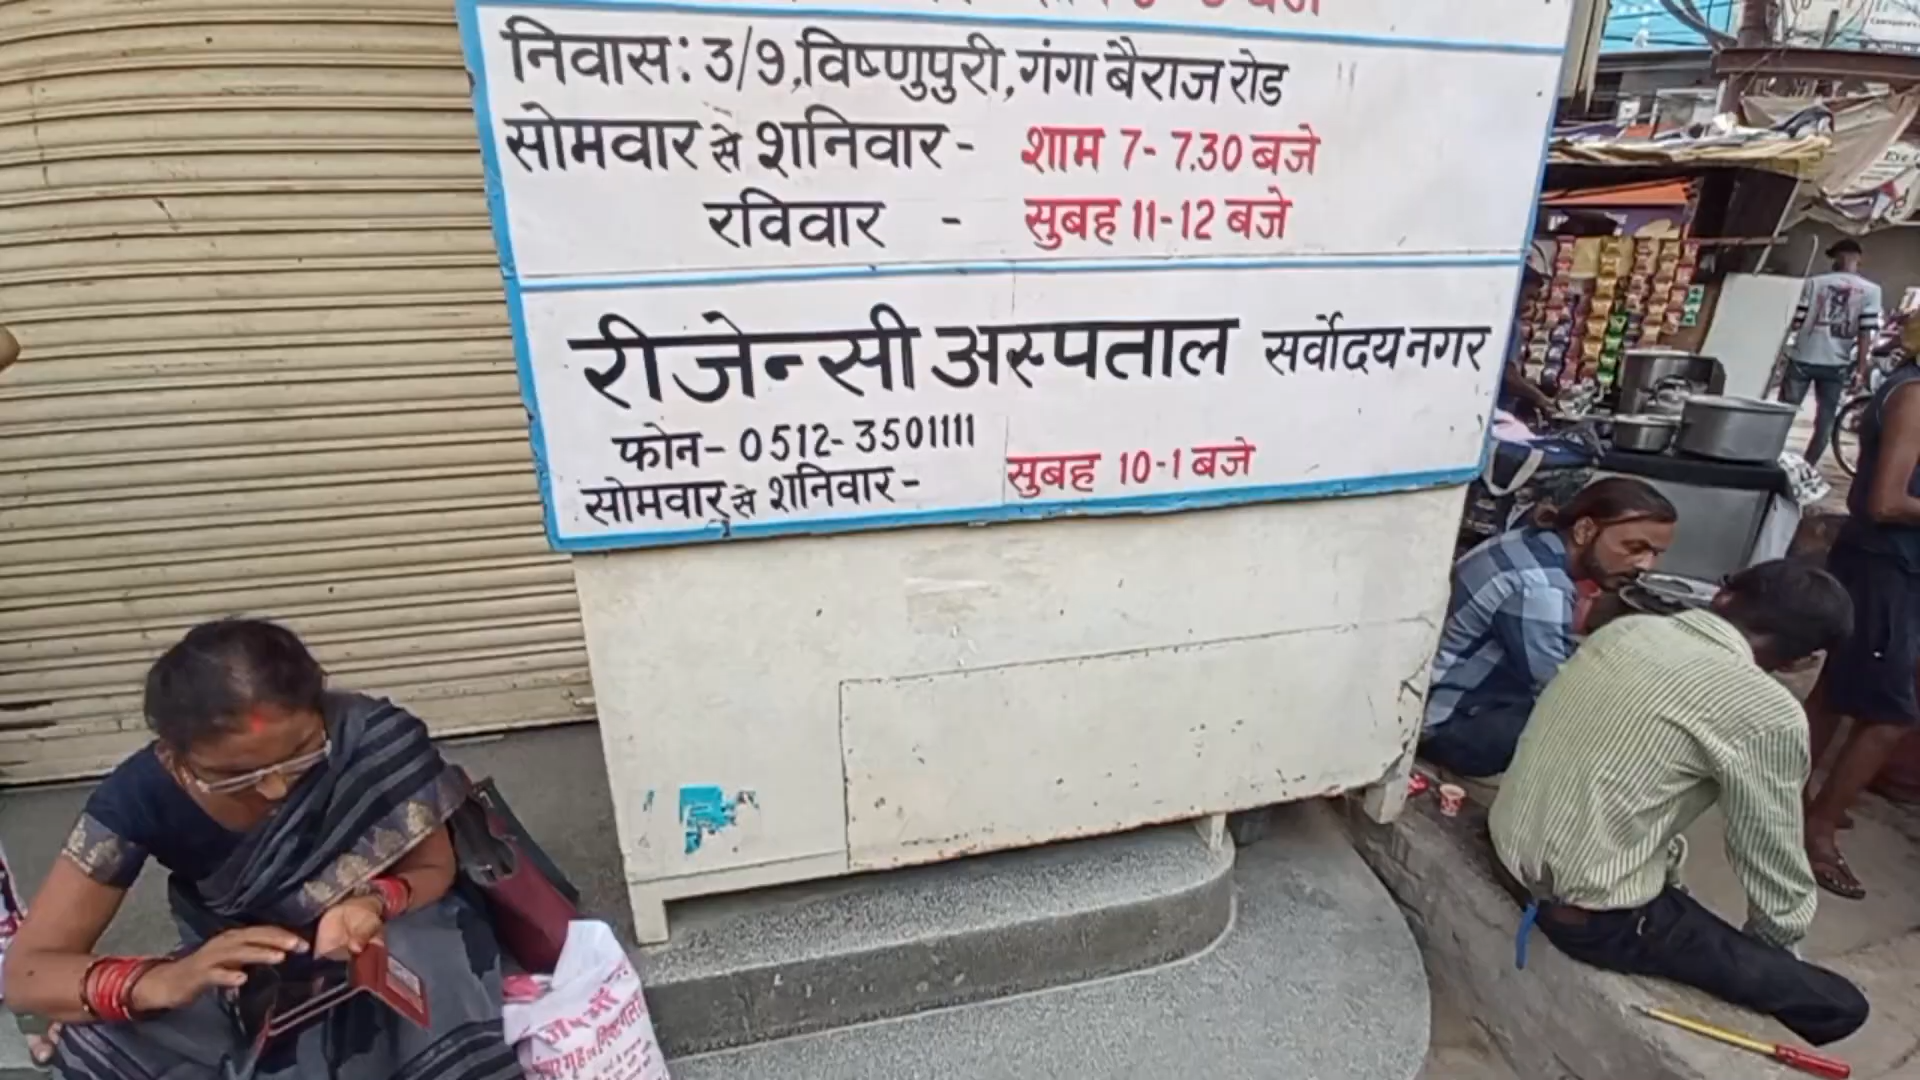 निवास: 3/9,विष्णुपुरी,गंगा बैराज रोड
सोमवार से शनिवार - शाम 7- 7.30 बजे
रविवार - सुबह 11-12 बजे
रीजेन्सी अस्पताल सर्वोदय नगर
फोन- 0512-3501111
सोमवार से शनिवार - सुबह 10-1 बजे